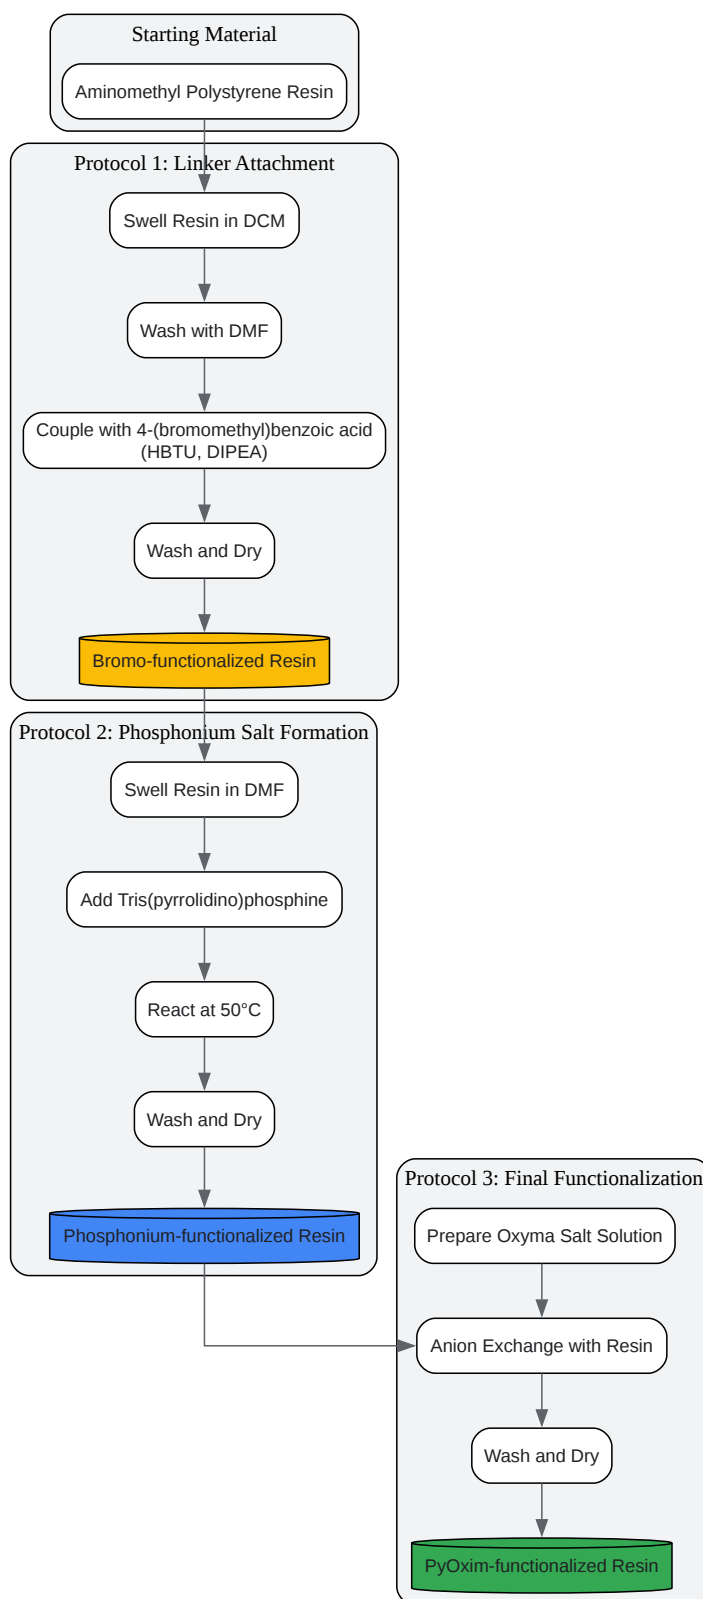 Starting Material
Aminomethyl Polystyrene Resin
Protocol 1: Linker Attachment
Swell Resin in DCM
Wash with DMF
Couple with 4-(bromomethyl)benzoic acid
(HBTU, DIPEA)
Wash and Dry
Bromo-functionalized Resin
Protocol 2: Phosphonium Salt Formation
Swell Resin in DMF
Add Tris(pyrrolidino)phosphine
React at 50°C
Wash and Dry
Phosphonium-functionalized Resin
Protocol 3: Final Functionalization
Prepare Oxyma Salt Solution
Anion Exchange with Resin
Wash and Dry
PyOxim-functionalized Resin